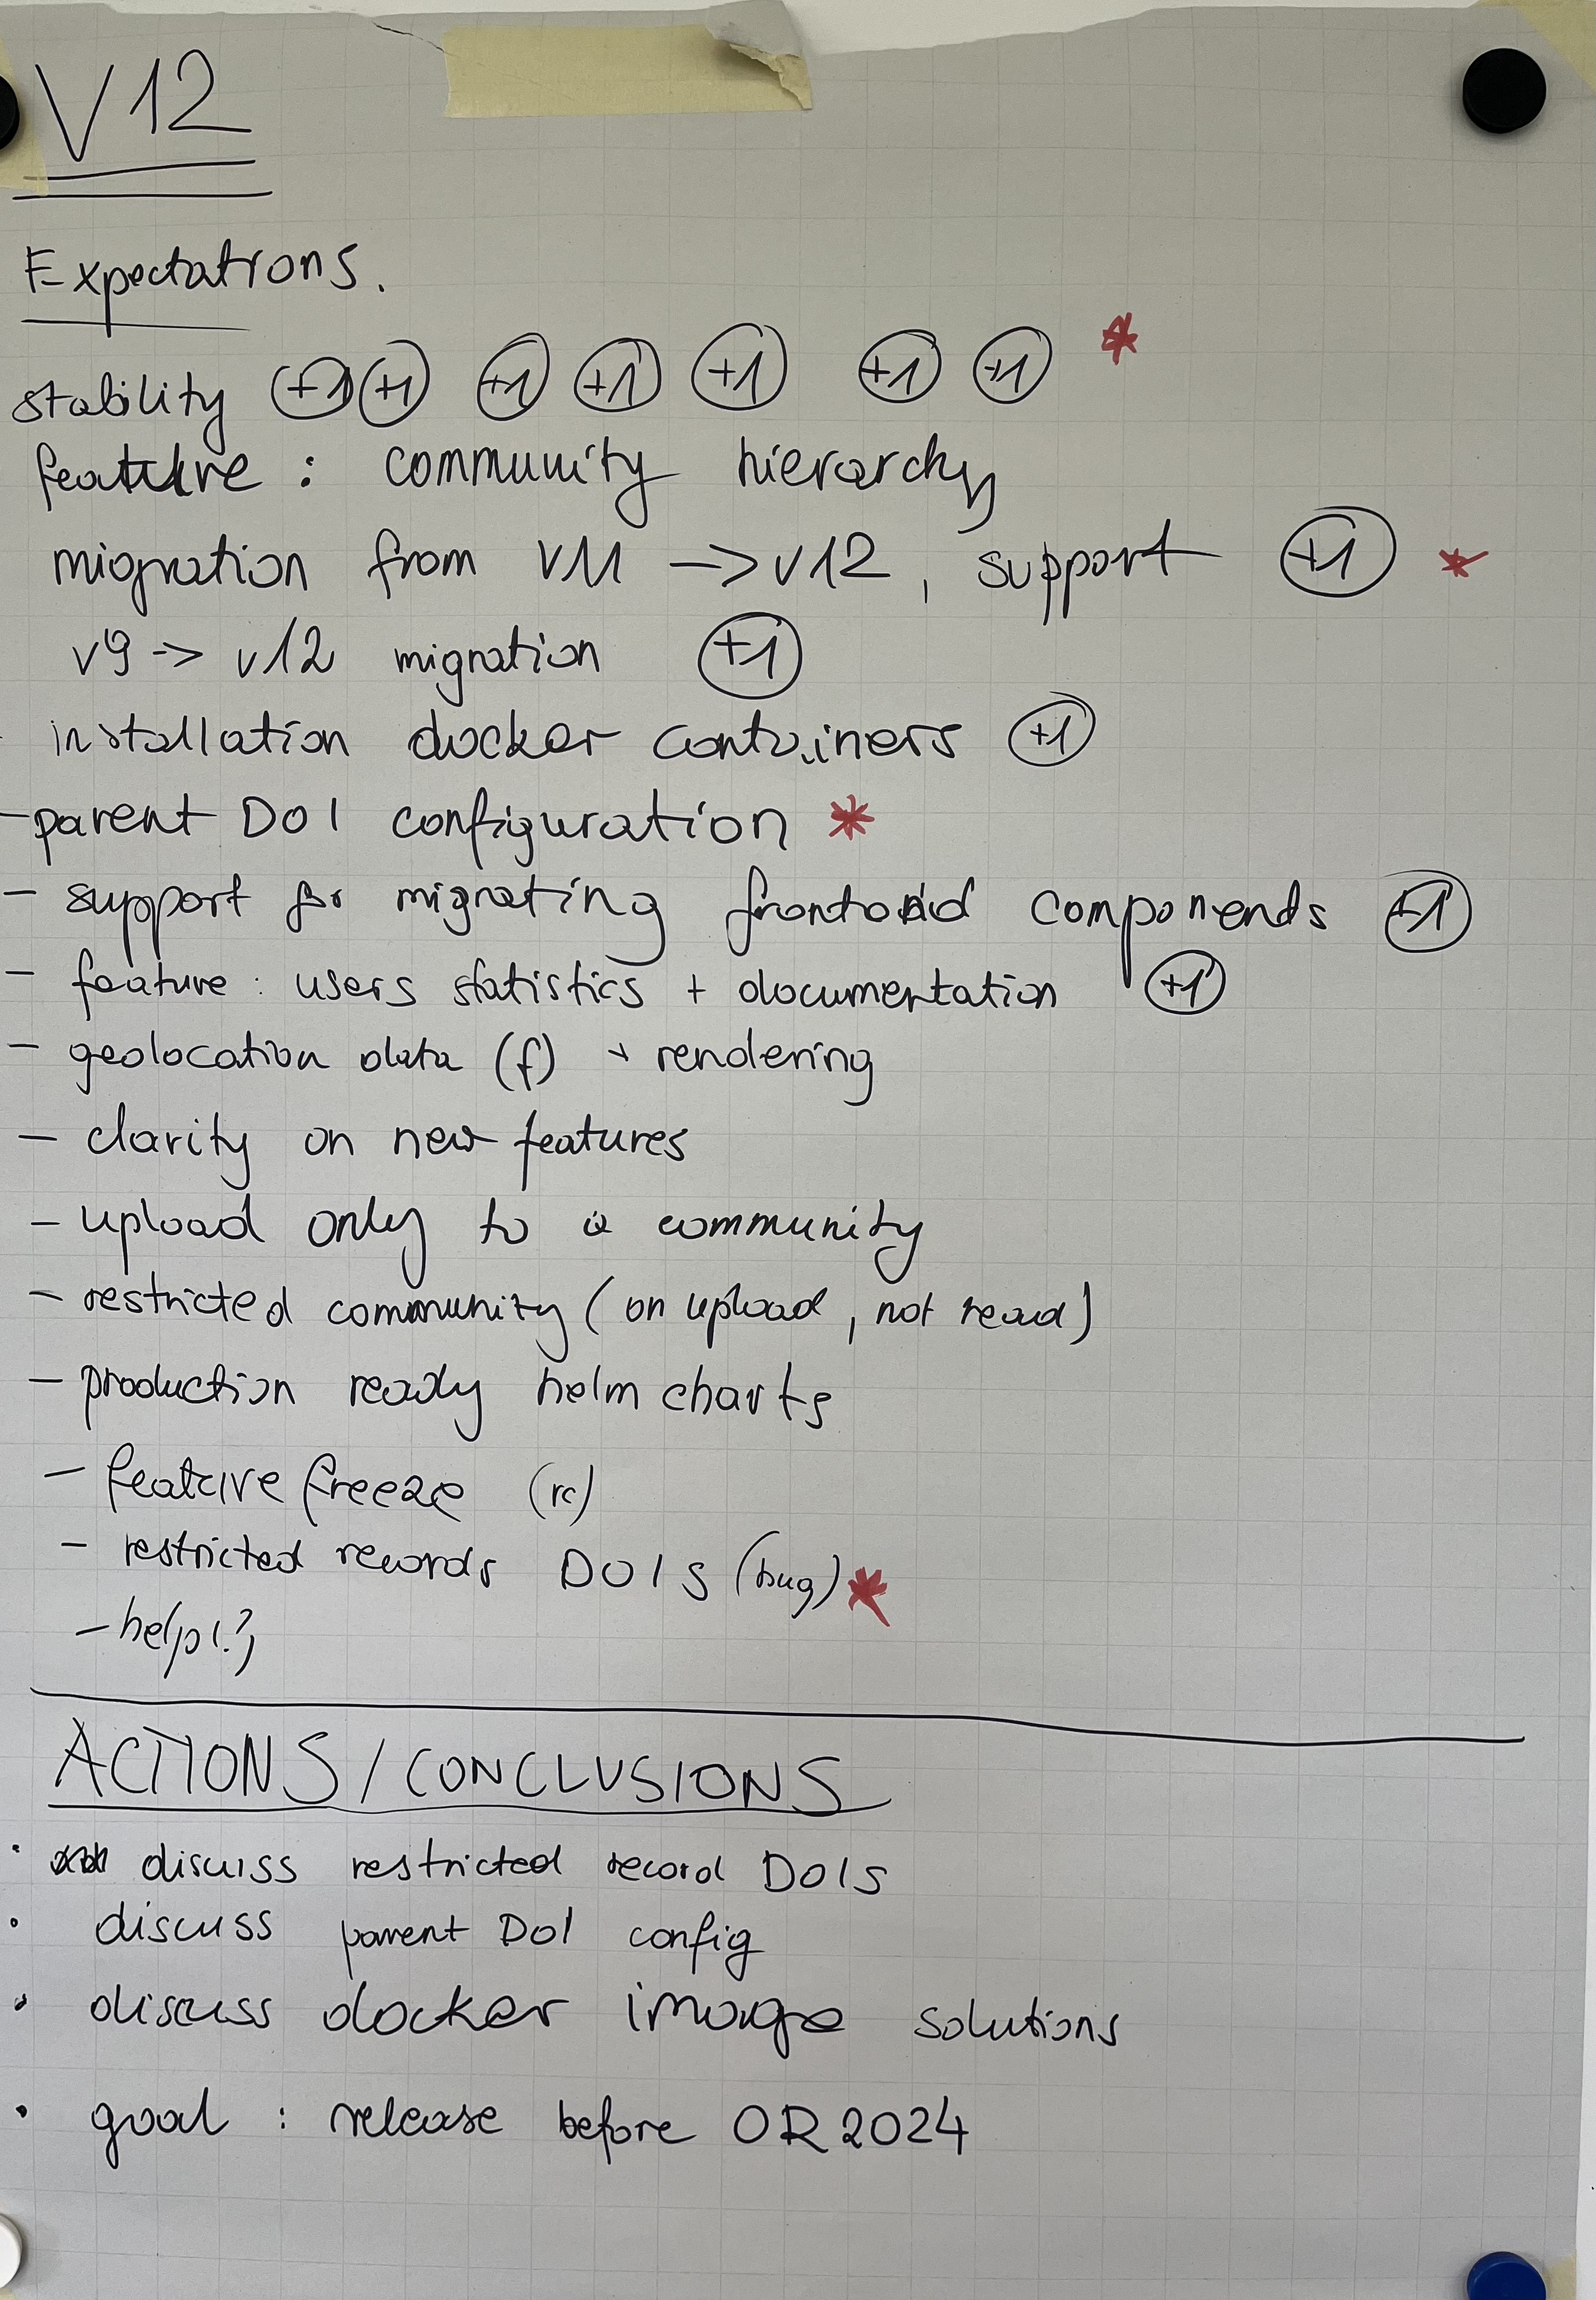 V12
Expectations.
stability +1 +1 +1 +1 +1 +1 +1 *
feature : community hierarchy
migration from v11 -> v12, support +1 *
v9 -> v12 migration +1
- installation docker containers +1
- parent DOI configuration *
- support for migrating frontend componends +1
- feature : users statistics + documentation +1
- geolocation data (f) + rendering
- clarity on new features
- upload only to a community
- restricted community (on upload, not read)
- production ready helm charts
- feature freeze (rc)
- restricted records DOIs (bug) *
- help!?
ACTIONS / CONCLUSIONS
• discuss restricted record DOIs
• discuss parent DOI config
• discuss docker image solutions
• goal : release before OR2024